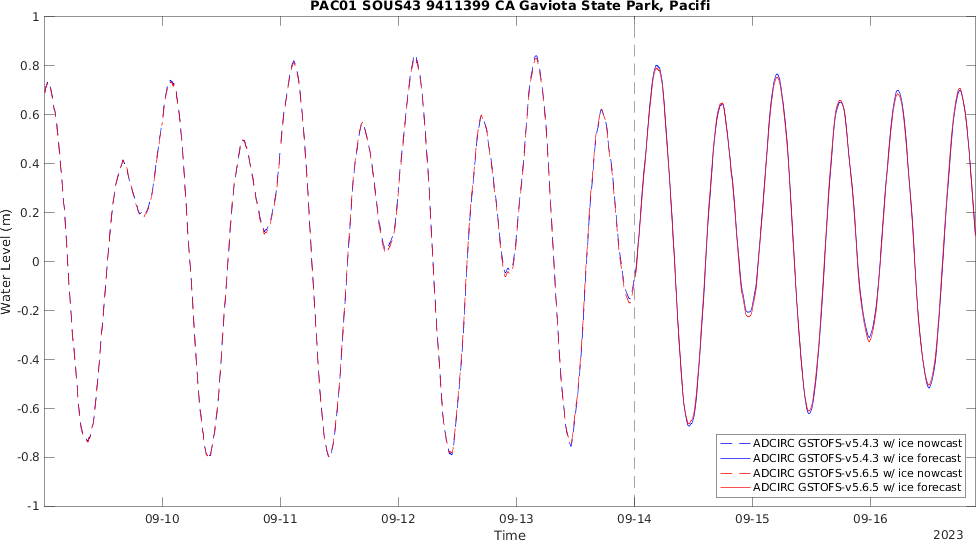 PAC01 SOUS43 9411399 CA Gaviota State Park, Pacifi
1
0.8
0.6
0.4
0.2
0
-0.2
-0.4
-0.6
-0.8
-1
Water Level (m)
09-10 09-11 09-12 09-13 09-14 09-15 09-16
Time
2023
ADCIRC GSTOFS-v5.4.3 w/ ice nowcast
ADCIRC GSTOFS-v5.4.3 w/ ice forecast
ADCIRC GSTOFS-v5.6.5 w/ ice nowcast
ADCIRC GSTOFS-v5.6.5 w/ ice forecast